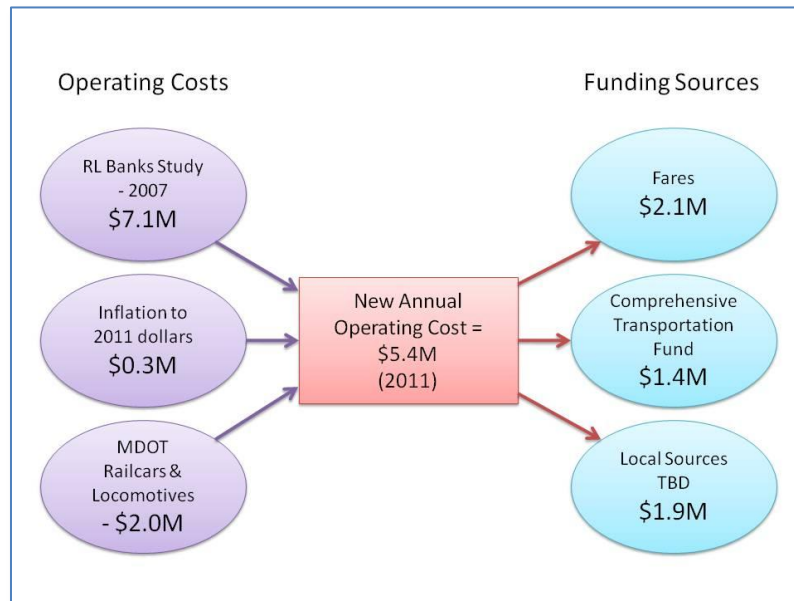 Operating Costs
Funding Sources
RL Banks Study
- 2007
$7.1M
Inflation to
2011 dollars
$0.3M
MDOT
Railcars &
Locomotives
- $2.0M
New Annual
Operating Cost =
$5.4M
(2011)
Fares
$2.1M
Comprehensive
Transportation
Fund
$1.4M
Local Sources
TBD
$1.9M